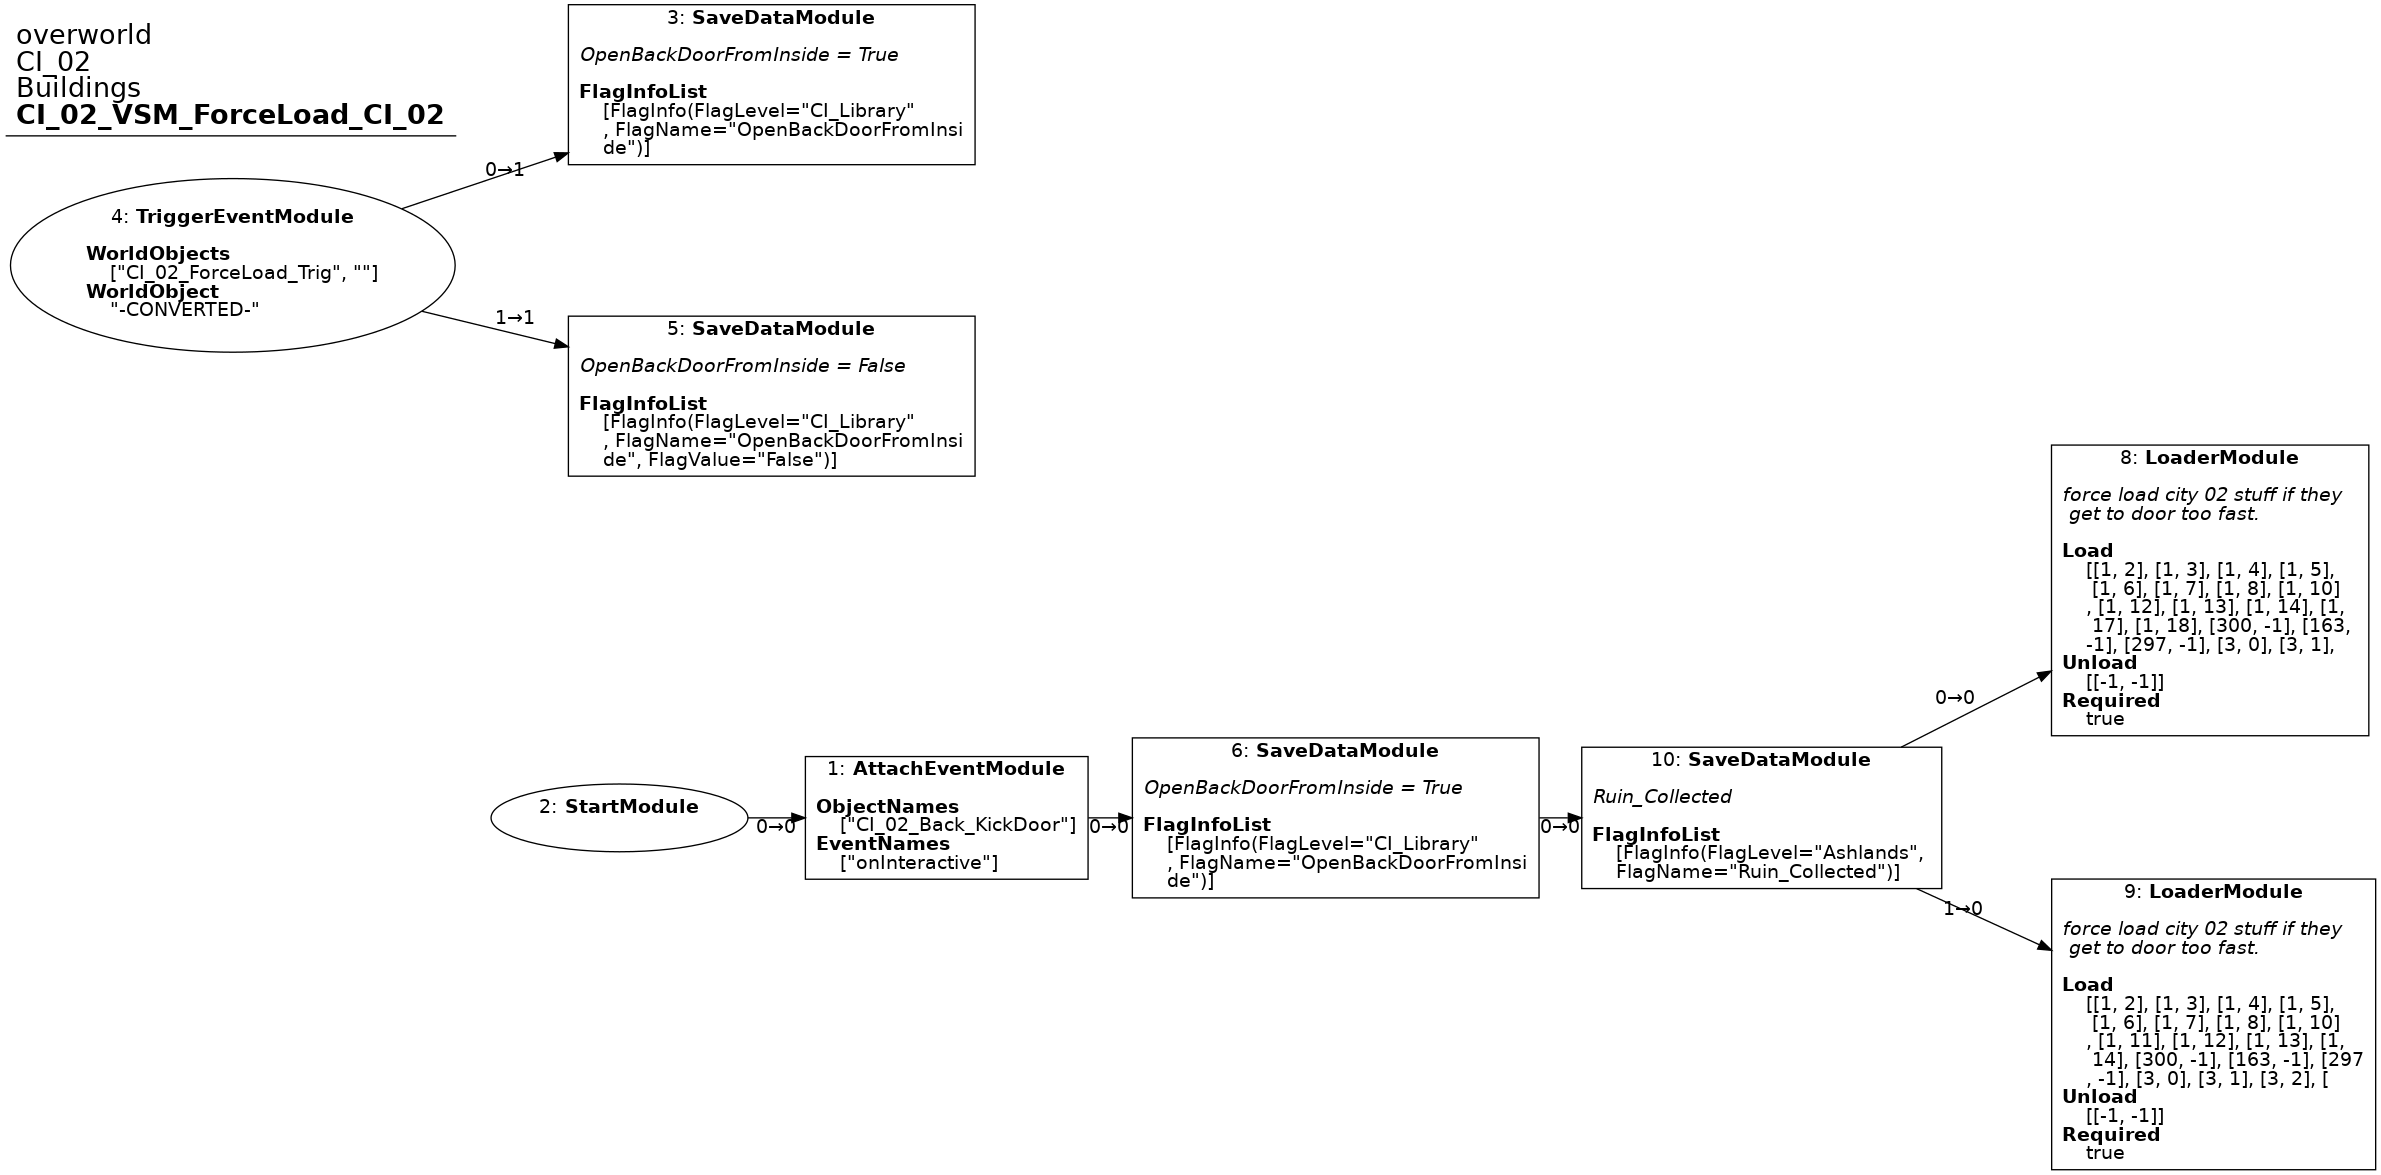 overworld
CI_02
Buildings
CI_02_VSM_ForceLoad_CI_02
3: SaveDataModule
OpenBackDoorFromInside = True
FlagInfoList
[FlagInfo(FlagLevel="CI_Library"
, FlagName="OpenBackDoorFromInsi
de")]
0→1
4: TriggerEventModule
WorldObjects
["CI_02_ForceLoad_Trig", ""]
WorldObject
"-CONVERTED-"
1→1
5: SaveDataModule
OpenBackDoorFromInside = False
FlagInfoList
[FlagInfo(FlagLevel="CI_Library"
, FlagName="OpenBackDoorFromInsi
de", FlagValue="False")]
2: StartModule
0→0
1: AttachEventModule
ObjectNames
["CI_02_Back_KickDoor"]
EventNames
["onInteractive"]
0→0
6: SaveDataModule
OpenBackDoorFromInside = True
FlagInfoList
[FlagInfo(FlagLevel="CI_Library"
, FlagName="OpenBackDoorFromInsi
de")]
0→0
10: SaveDataModule
Ruin_Collected
FlagInfoList
[FlagInfo(FlagLevel="Ashlands",
FlagName="Ruin_Collected")]
0→0
8: LoaderModule
force load city 02 stuff if they
get to door too fast.
Load
[[1, 2], [1, 3], [1, 4], [1, 5],
[1, 6], [1, 7], [1, 8], [1, 10]
, [1, 12], [1, 13], [1, 14], [1,
17], [1, 18], [300, -1], [163,
-1], [297, -1], [3, 0], [3, 1],
Unload
[[-1, -1]]
Required
true
1→0
9: LoaderModule
force load city 02 stuff if they
get to door too fast.
Load
[[1, 2], [1, 3], [1, 4], [1, 5],
[1, 6], [1, 7], [1, 8], [1, 10]
, [1, 11], [1, 12], [1, 13], [1,
14], [300, -1], [163, -1], [297
, -1], [3, 0], [3, 1], [3, 2], [
Unload
[[-1, -1]]
Required
true